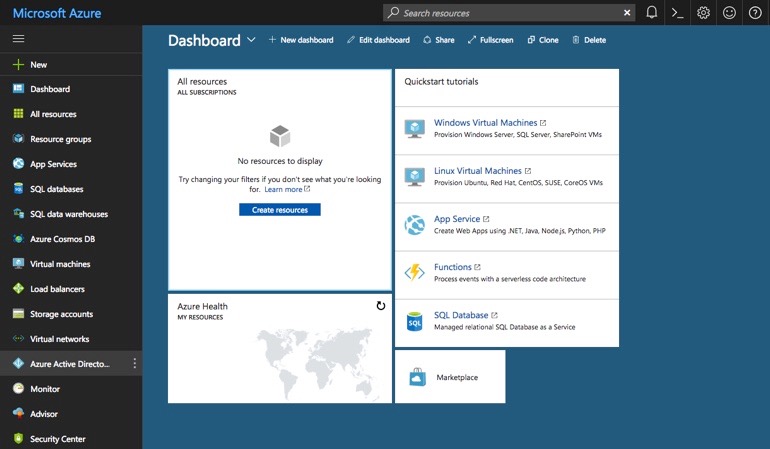 Microsoft Azure
Search resources
Dashboard
New dashboard
Edit dashboard
Share
Fullscreen
Clone
Delete
New
Dashboard
All resources
Resource groups
App Services
SQL databases
SQL data warehouses
Azure Cosmos DB
Virtual machines
Load balancers
Storage accounts
Virtual networks
Azure Active Directo...
Monitor
Advisor
Security Center
All resources
ALL SUBSCRIPTIONS
No resources to display
Try changing your filters if you don't see what you're looking
for. Learn more
Create resources
Azure Health
MY RESOURCES
Quickstart tutorials
Windows Virtual Machines
Provision Windows Server, SQL Server, SharePoint VMs
Linux Virtual Machines
Provision Ubuntu, Red Hat, CentOS, SUSE, CoreOS VMs
App Service
Create Web Apps using .NET, Java, Node.js, Python, PHP
Functions
Process events with a serverless code architecture
SQL
SQL Database
Managed relational SQL Database as a Service
Marketplace